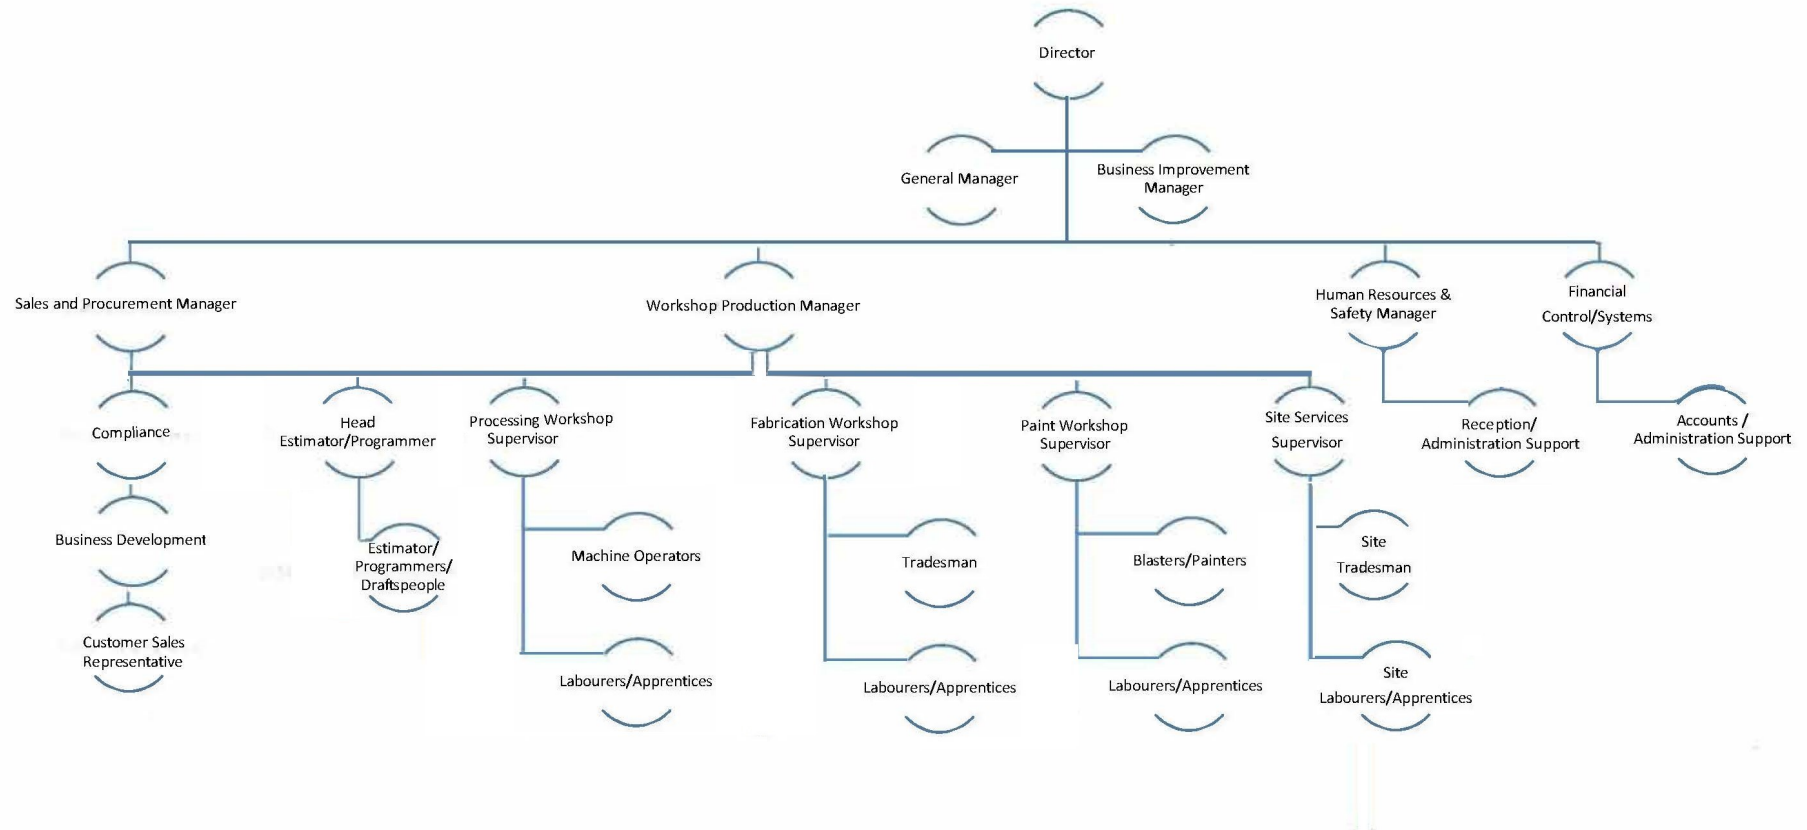 Director
General Manager
Business Improvement
Manager
Sales and Procurement Manager
Workshop Production Manager
Human Resources &
Safety Manager
Financial
Control/Systems
Compliance
Head
Estimator/Programmer
Processing Workshop
Supervisor
Fabrication Workshop
Supervisor
Paint Workshop
Supervisor
Site Services
Supervisor
Reception/
Administration Support
Accounts /
Administration Support
Business Development
Estimator/
Programmers/
Draftspeople
Machine Operators
Tradesman
Blasters/Painters
Site
Tradesman
Customer Sales
Representative
Labourers/Apprentices
Labourers/Apprentices
Labourers/Apprentices
Site
Labourers/Apprentices